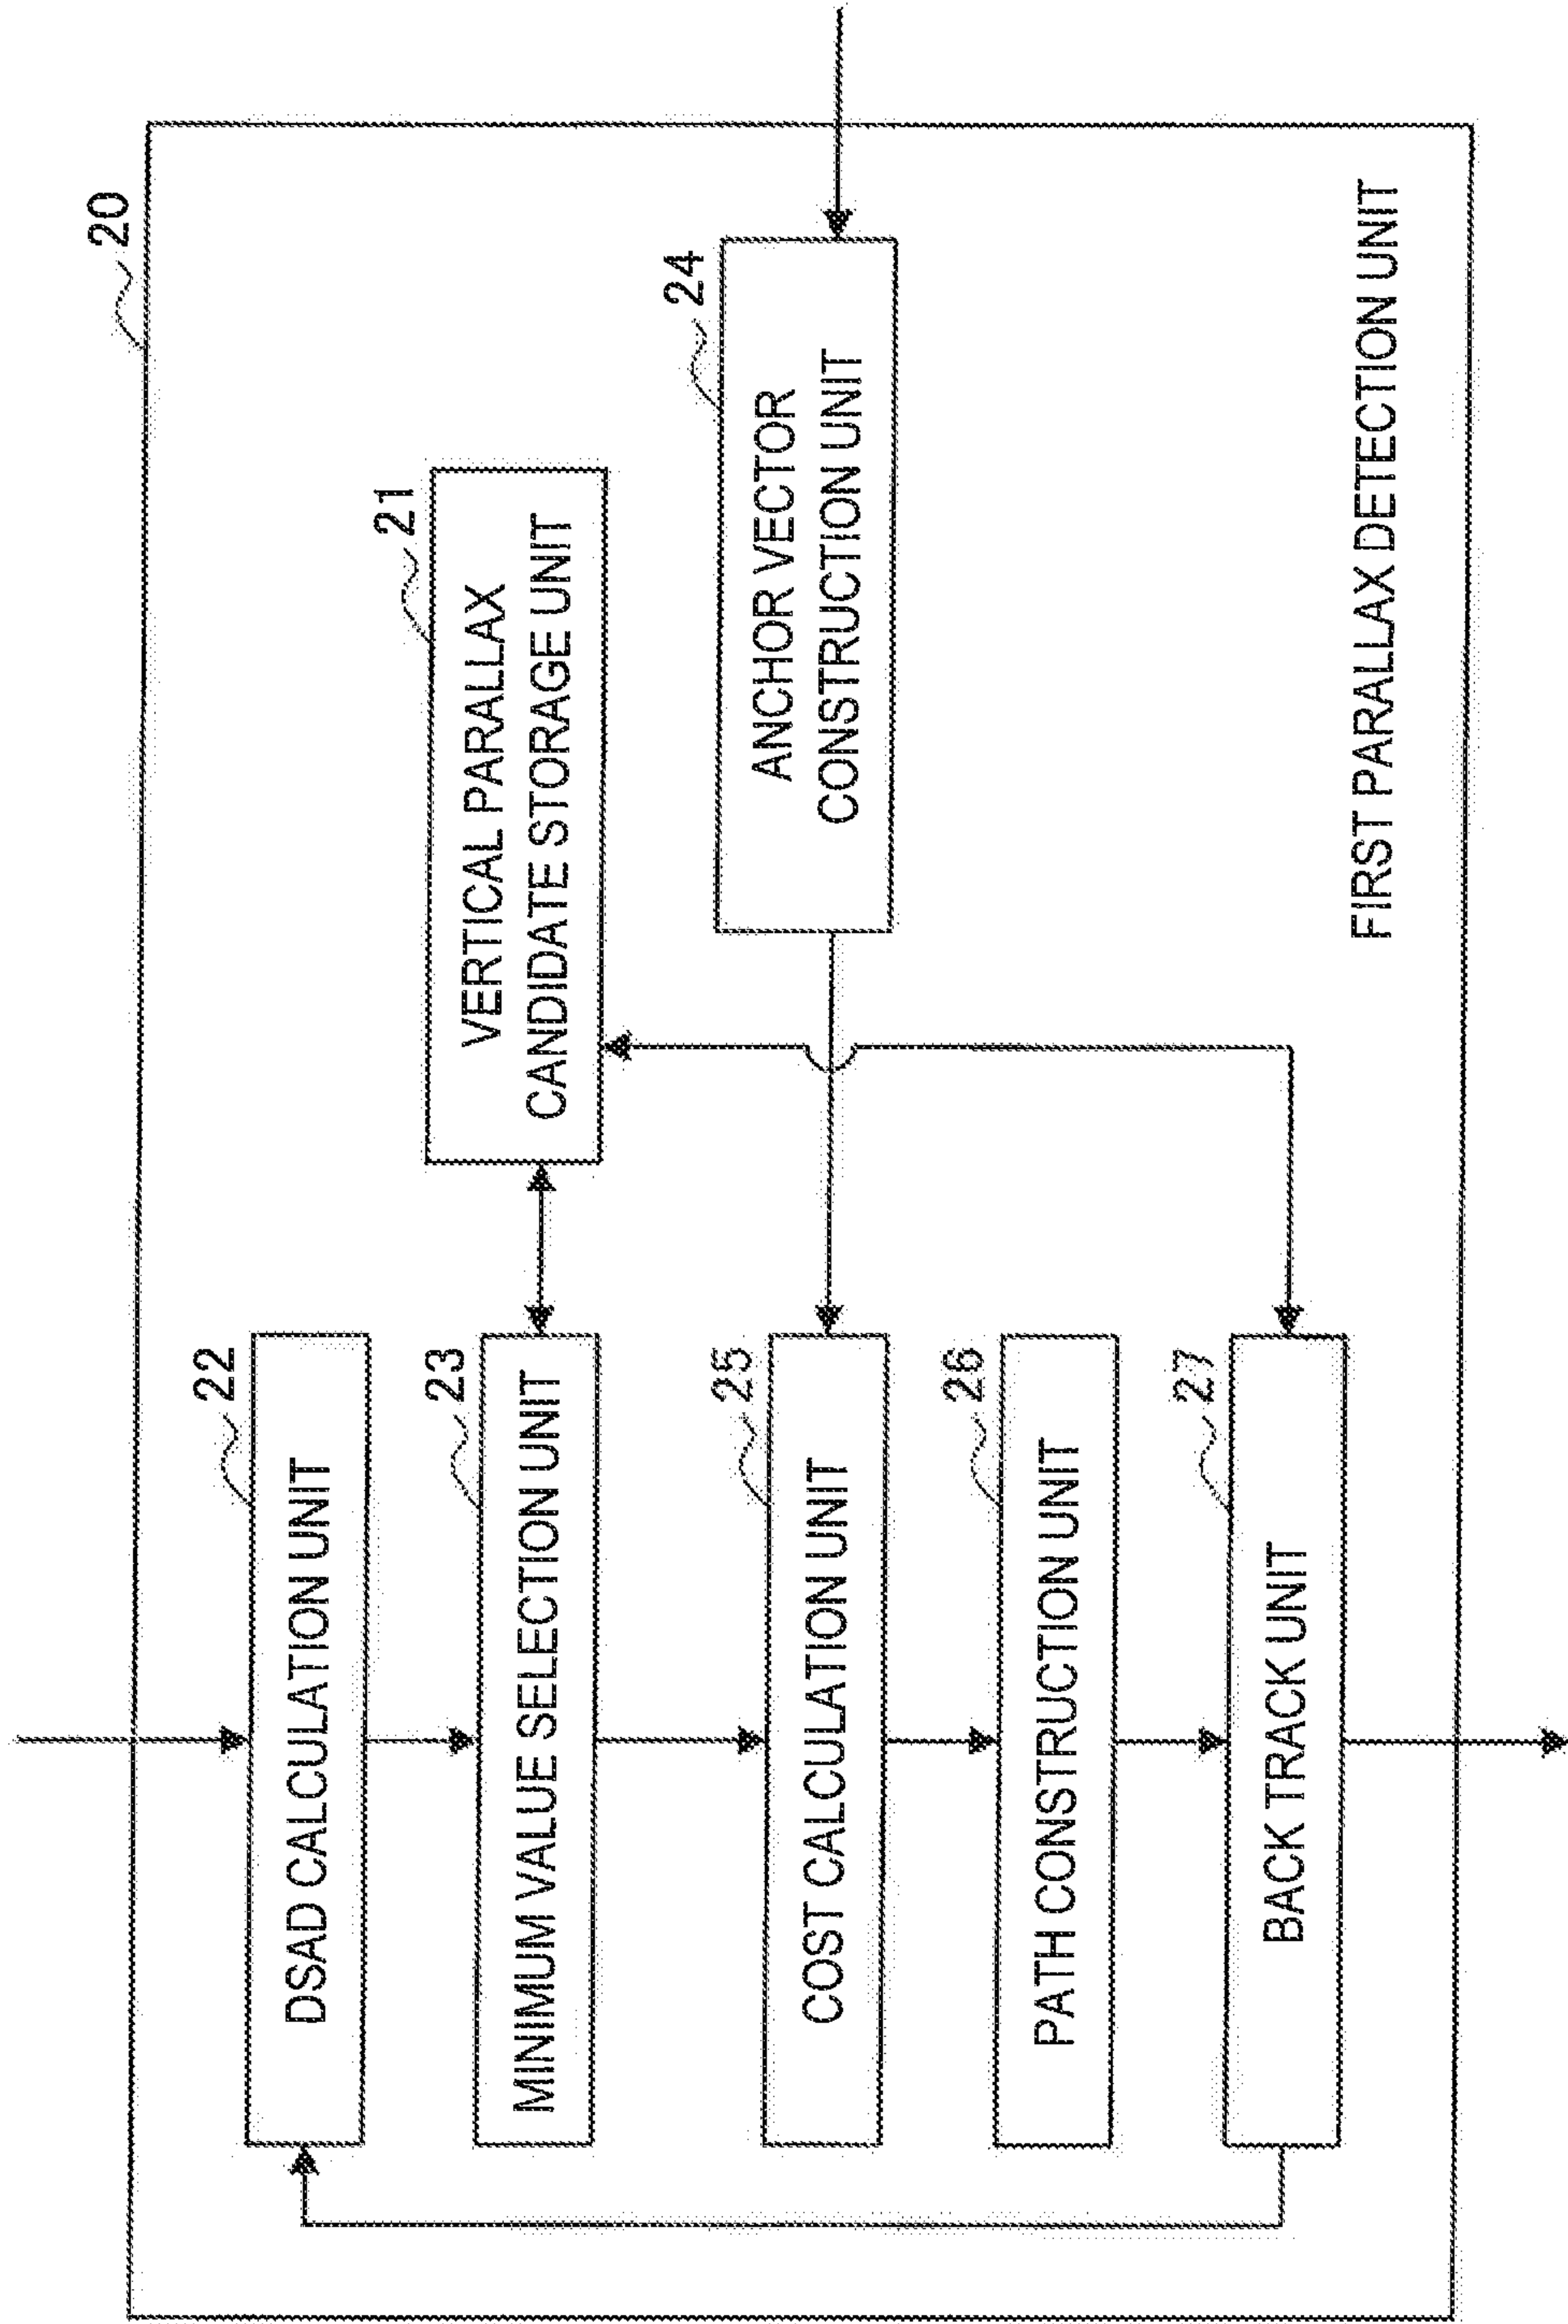 20
22
DSAD CALCULATION UNIT
21
VERTICAL PARALLAX
CANDIDATE STORAGE UNIT
23
MINIMUM VALUE SELECTION UNIT
24
ANCHOR VECTOR
CONSTRUCTION UNIT
25
COST CALCULATION UNIT
26
PATH CONSTRUCTION UNIT
27
BACK TRACK UNIT
FIRST PARALLAX DETECTION UNIT